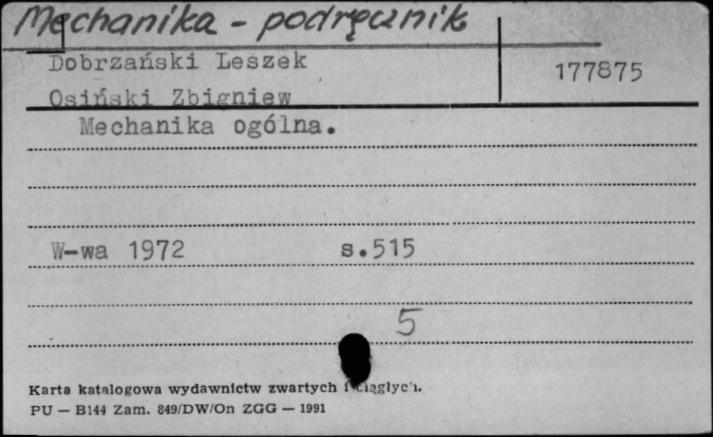 Mechanika - podręcznik
Dobrzański Leszek
177875
Osiński Zbigniew
Mechanika ogólna.
W-wa 1972 s.515
5
Karta katalogowa wydawnictw zwartych i ciągłych.
PU — B144 Zam. 849/DW/On ZGG — 1991